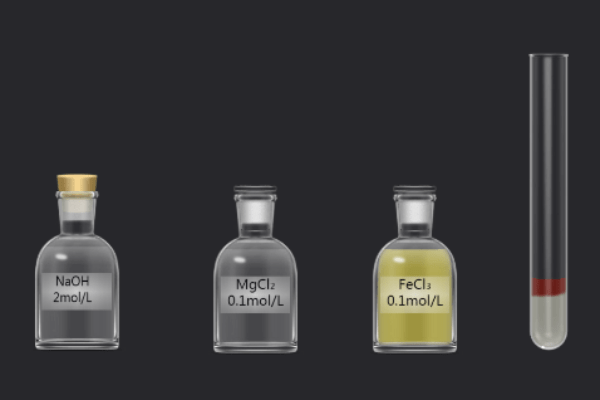 NaOH
2mol/L
MgCl₂
0.1mol/L
FeCl₃
0.1mol/L